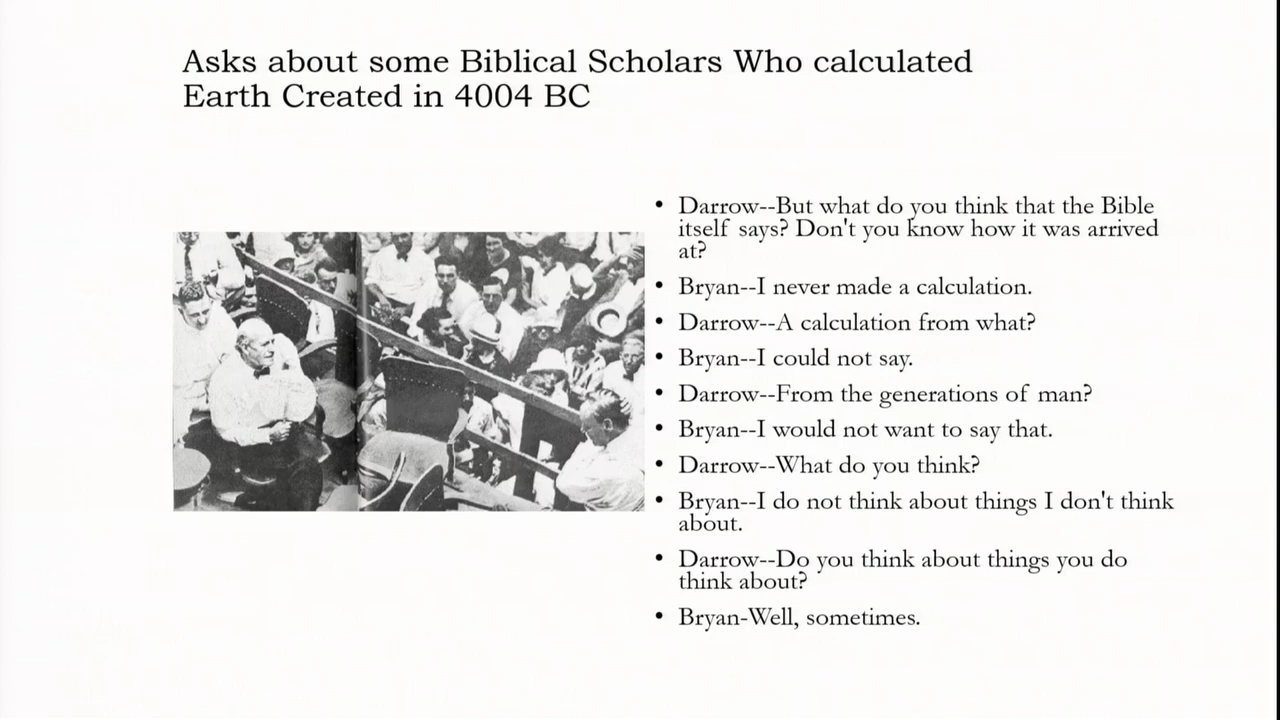 Asks about some Biblical Scholars Who calculated
Earth Created in 4004 BC
• Darrow--But what do you think that the Bible
itself says? Don't you know how it was arrived
at?
• Bryan--I never made a calculation.
• Darrow--A calculation from what?
• Bryan--I could not say.
• Darrow--From the generations of man?
• Bryan--I would not want to say that.
• Darrow--What do you think?
• Bryan--I do not think about things I don't think
about.
• Darrow--Do you think about things you do
think about?
• Bryan-Well, sometimes.